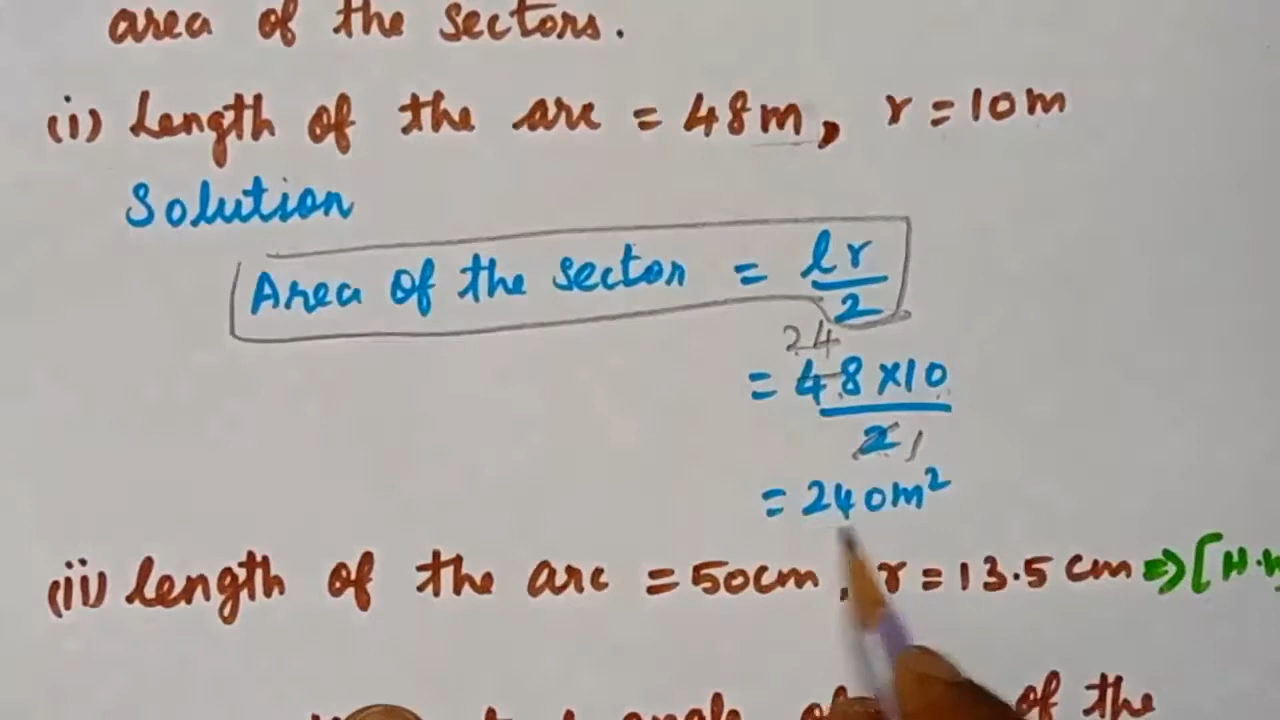 area of the sectors.
(i) Length of the arc = 48m, r = 10m
Solution
Area of the sector = lr/2
24
= 48 × 10 / 2 1
= 240m²
(ii) length of the arc = 50cm, r = 13.5 cm ⇒ [H.W
angle of the